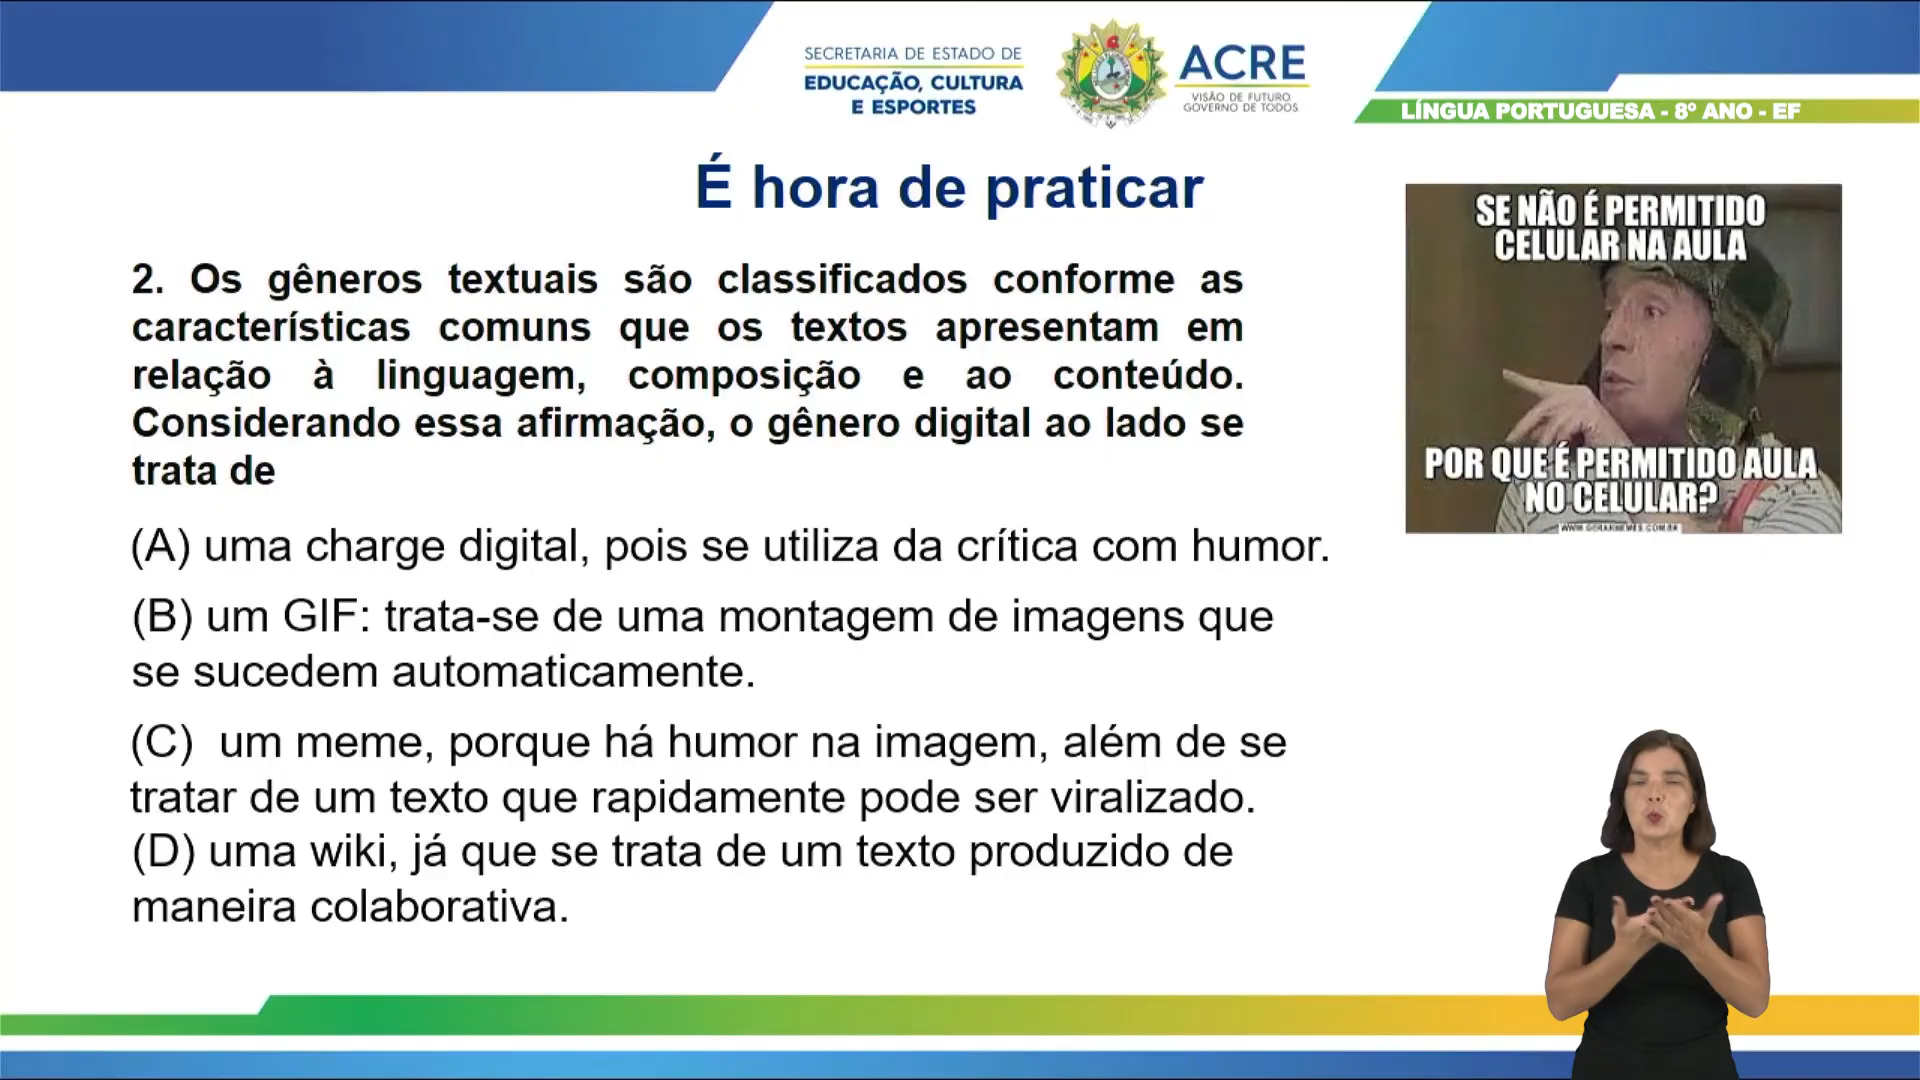 SECRETARIA DE ESTADO DE
EDUCAÇÃO, CULTURA
E ESPORTES
ACRE
VISÃO DE FUTURO.
GOVERNO DE TODOS
LÍNGUA PORTUGUESA - 8º ANO - EF
É hora de praticar
2. Os gêneros textuais são classificados conforme as
características comuns que os textos apresentam em
relação à linguagem, composição e ao conteúdo.
Considerando essa afirmação, o gênero digital ao lado se
trata de
SE NÃO É PERMITIDO
CELULAR NA AULA
POR QUE É PERMITIDO AULA
NO CELULAR?
WWW.GERARMEMES.COM.BR
(A) uma charge digital, pois se utiliza da crítica com humor.
(B) um GIF: trata-se de uma montagem de imagens que
se sucedem automaticamente.
(C) um meme, porque há humor na imagem, além de se
tratar de um texto que rapidamente pode ser viralizado.
(D) uma wiki, já que se trata de um texto produzido de
maneira colaborativa.